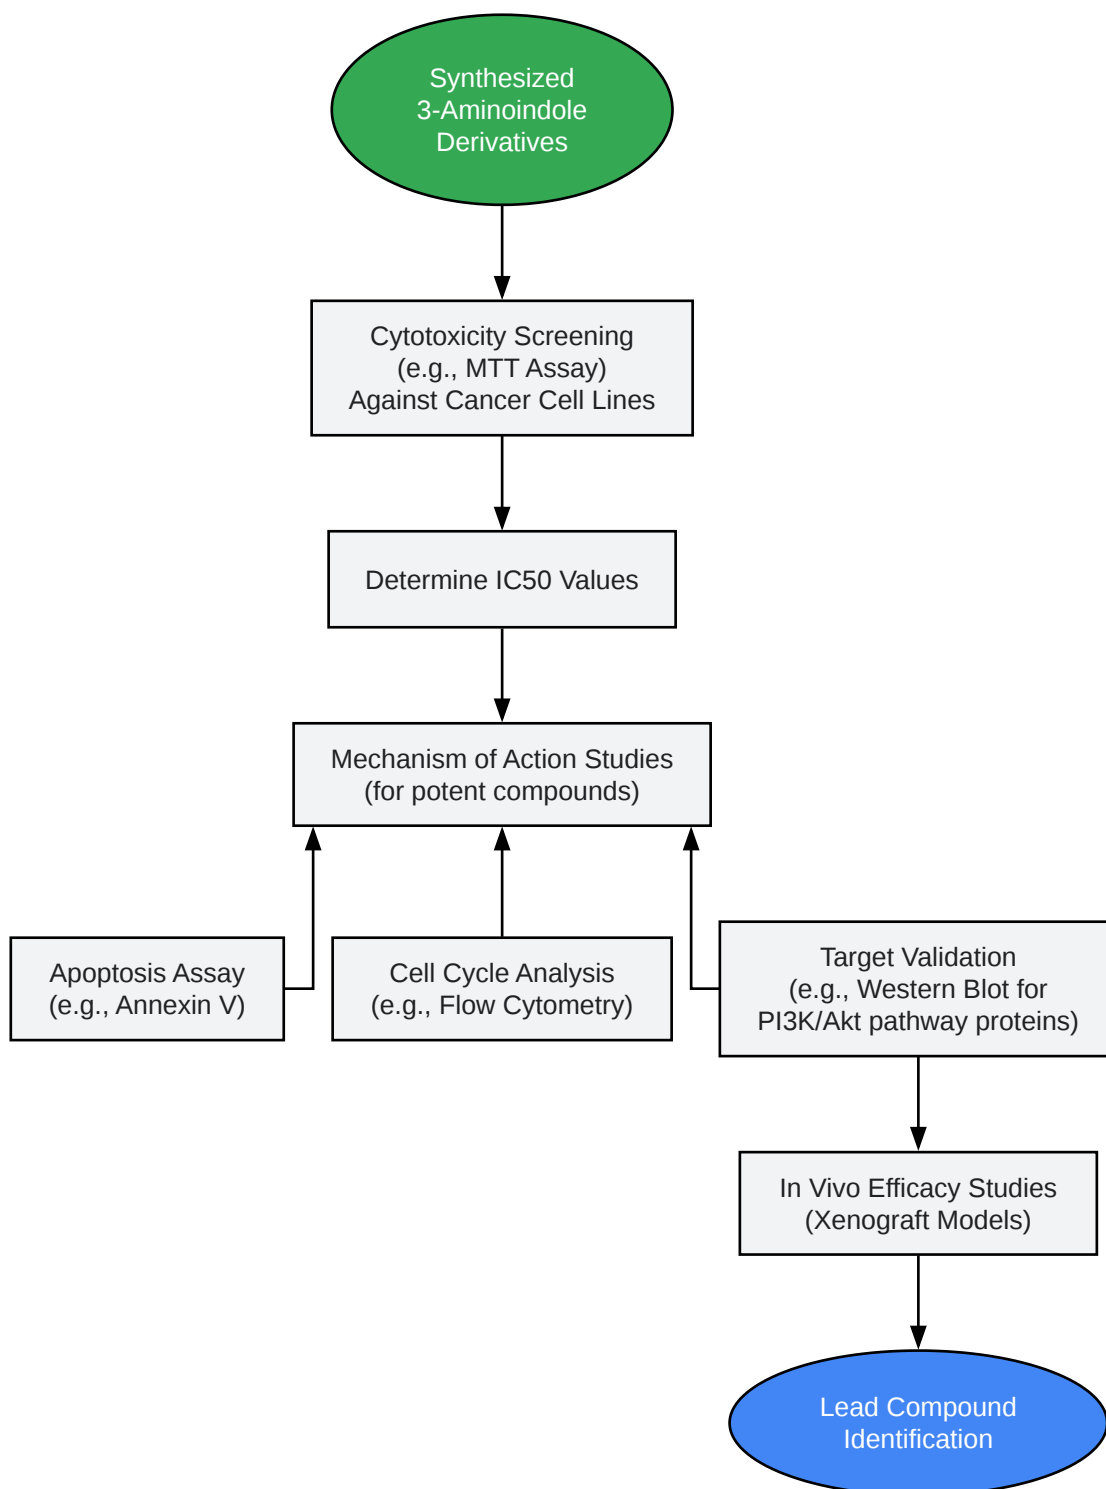 Synthesized
3-Aminoindole
Derivatives
Cytotoxicity Screening
(e.g., MTT Assay)
Against Cancer Cell Lines
Determine IC50 Values
Mechanism of Action Studies
(for potent compounds)
Apoptosis Assay
(e.g., Annexin V)
Cell Cycle Analysis
(e.g., Flow Cytometry)
Target Validation
(e.g., Western Blot for
PI3K/Akt pathway proteins)
In Vivo Efficacy Studies
(Xenograft Models)
Lead Compound
Identification